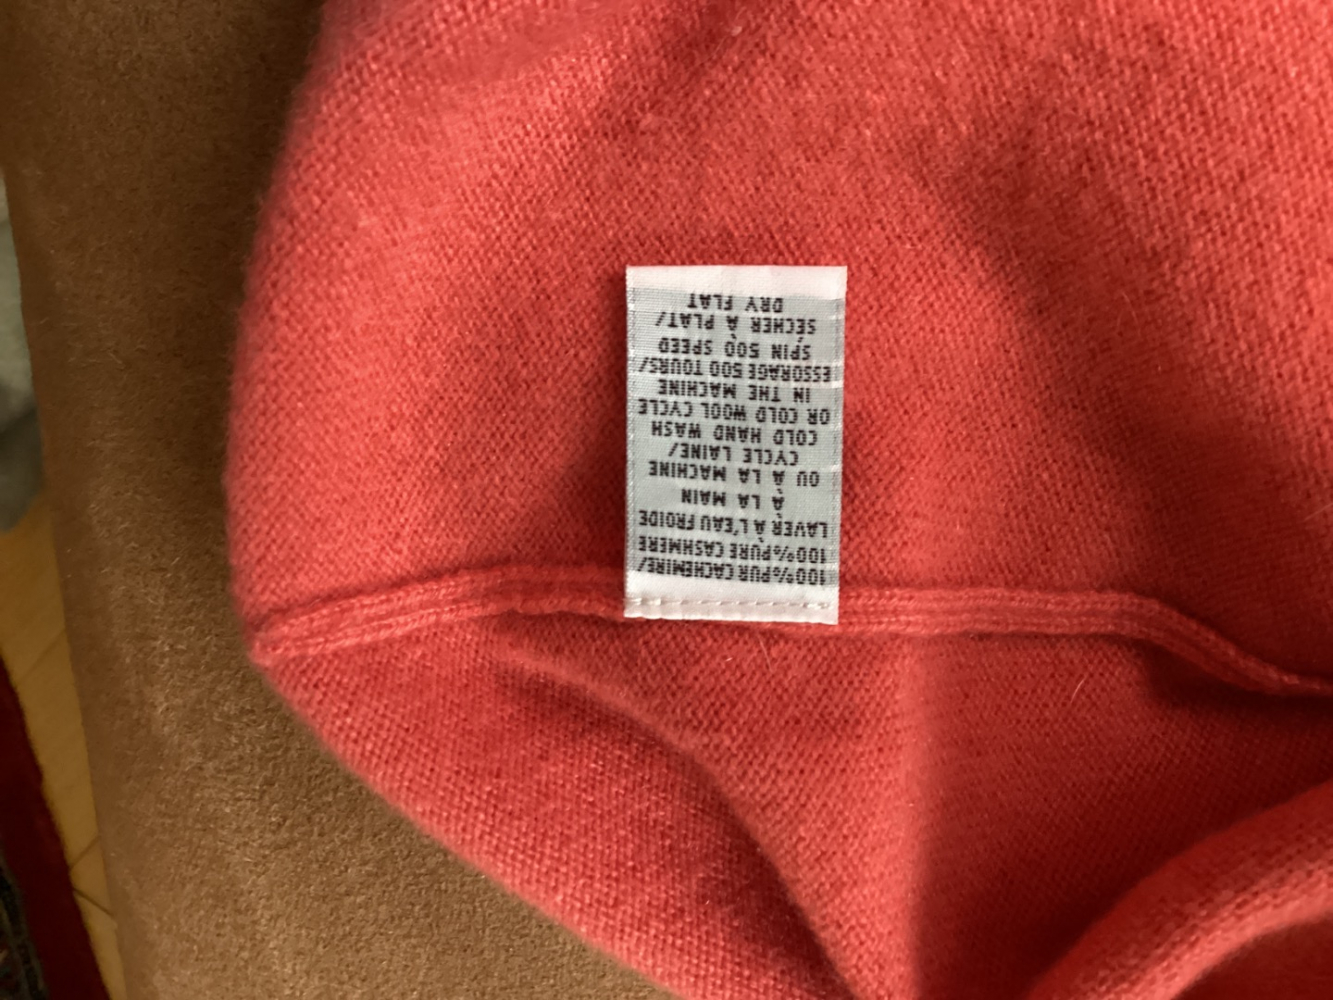 100%PUR CACHEMIRE/
100%PURE CASHMERE
LAVER À L'EAU FROIDE
À LA MAIN
OU À LA MACHINE
CYCLE LAINE/
COLD HAND WASH
OR COLD WOOL CYCLE
IN THE MACHINE
ESSORAGE 500 TOURS/
SPIN 500 SPEED
SÉCHER À PLAT/
DRY FLAT